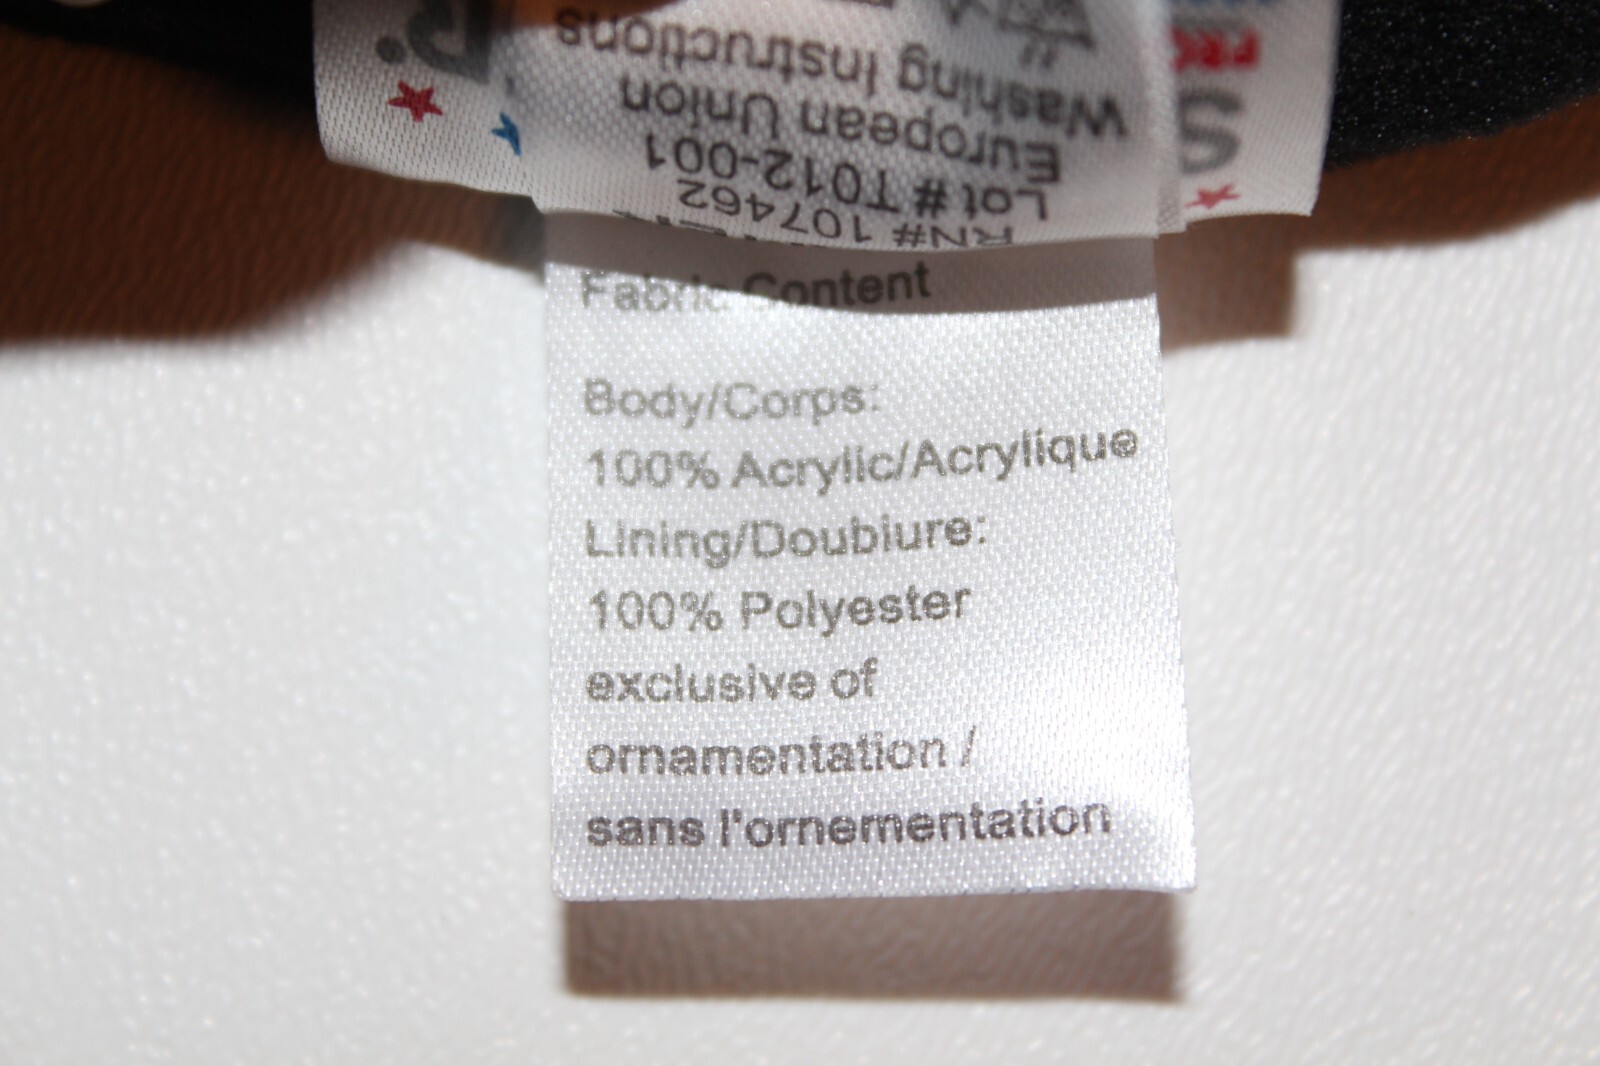 Washing Instructions
European Union
Lot # T012-001
RN# 107462
Fabric Content
Body/Corps:
100% Acrylic/Acrylique
Lining/Doubiure:
100% Polyester
exclusive of
ornamentation /
sans l'ornementation